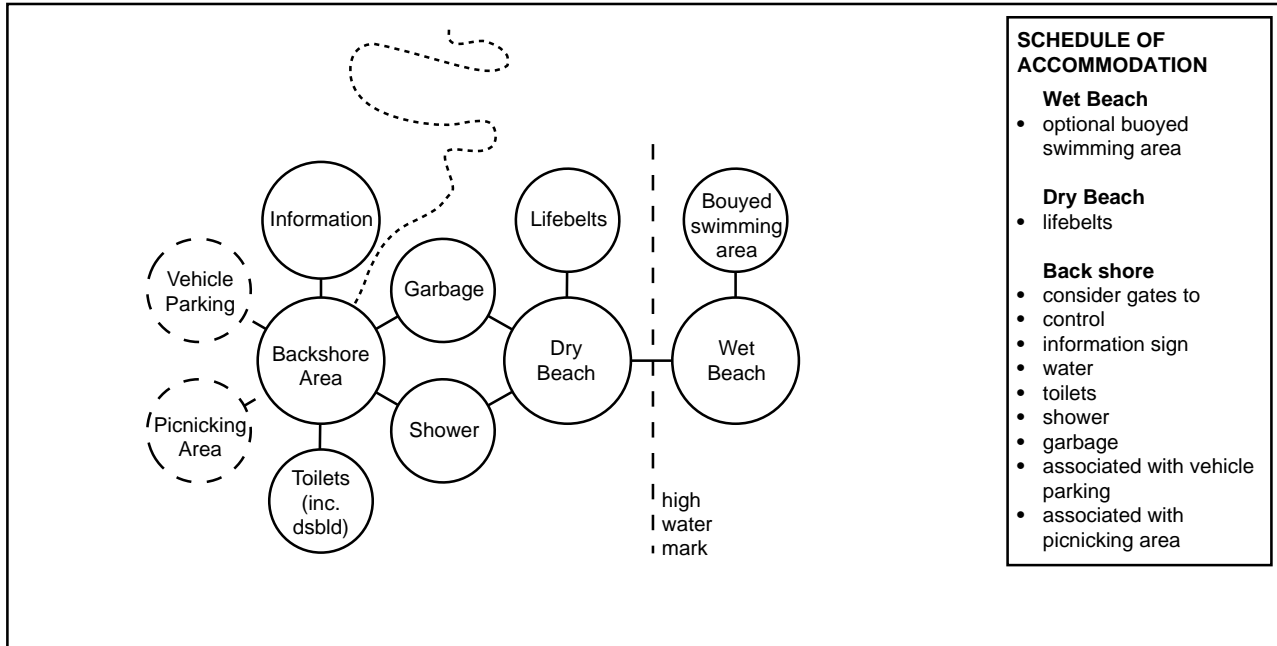 Information
Lifebelts
Bouyed
swimming
area
Vehicle
Parking
Garbage
Backshore
Area
Dry
Beach
Wet
Beach
Picnicking
Area
Shower
Toilets
(inc.
dsbld)
high
water
mark
SCHEDULE OF
ACCOMMODATION
Wet Beach
• optional buoyed
swimming area
Dry Beach
• lifebelts
Back shore
• consider gates to
• control
• information sign
• water
• toilets
• shower
• garbage
• associated with vehicle
parking
• associated with
picnicking area